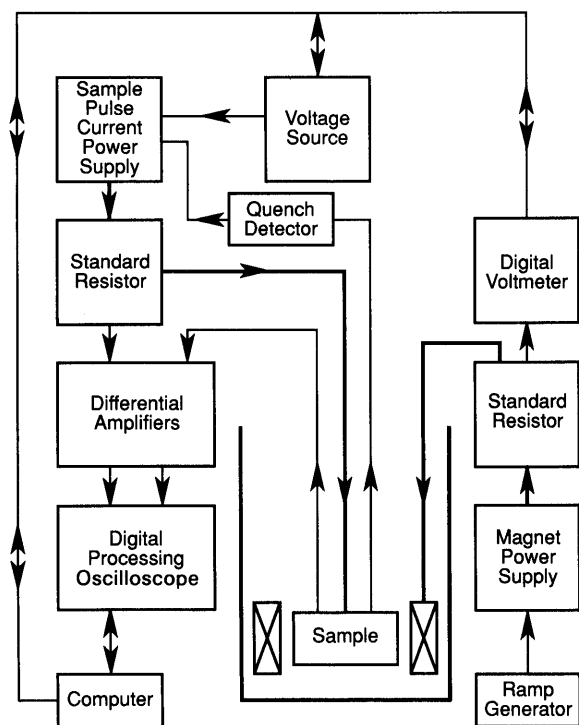 Sample
Pulse
Current
Power
Supply
Voltage
Source
Quench
Detector
Standard
Resistor
Digital
Voltmeter
Differential
Amplifiers
Standard
Resistor
Digital
Processing
Oscilloscope
Magnet
Power
Supply
Sample
Computer
Ramp
Generator